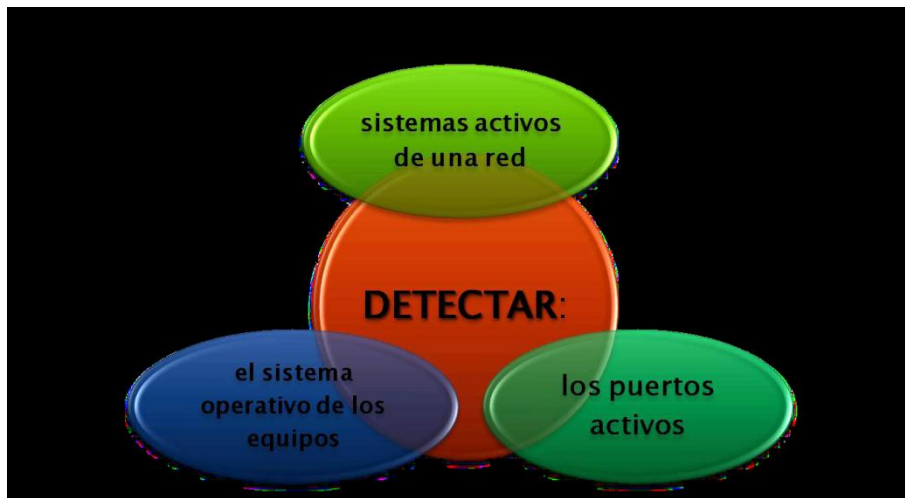 sistemas activos
de una red
DETECTAR:
el sistema
operativo de los
equipos
los puertos
activos